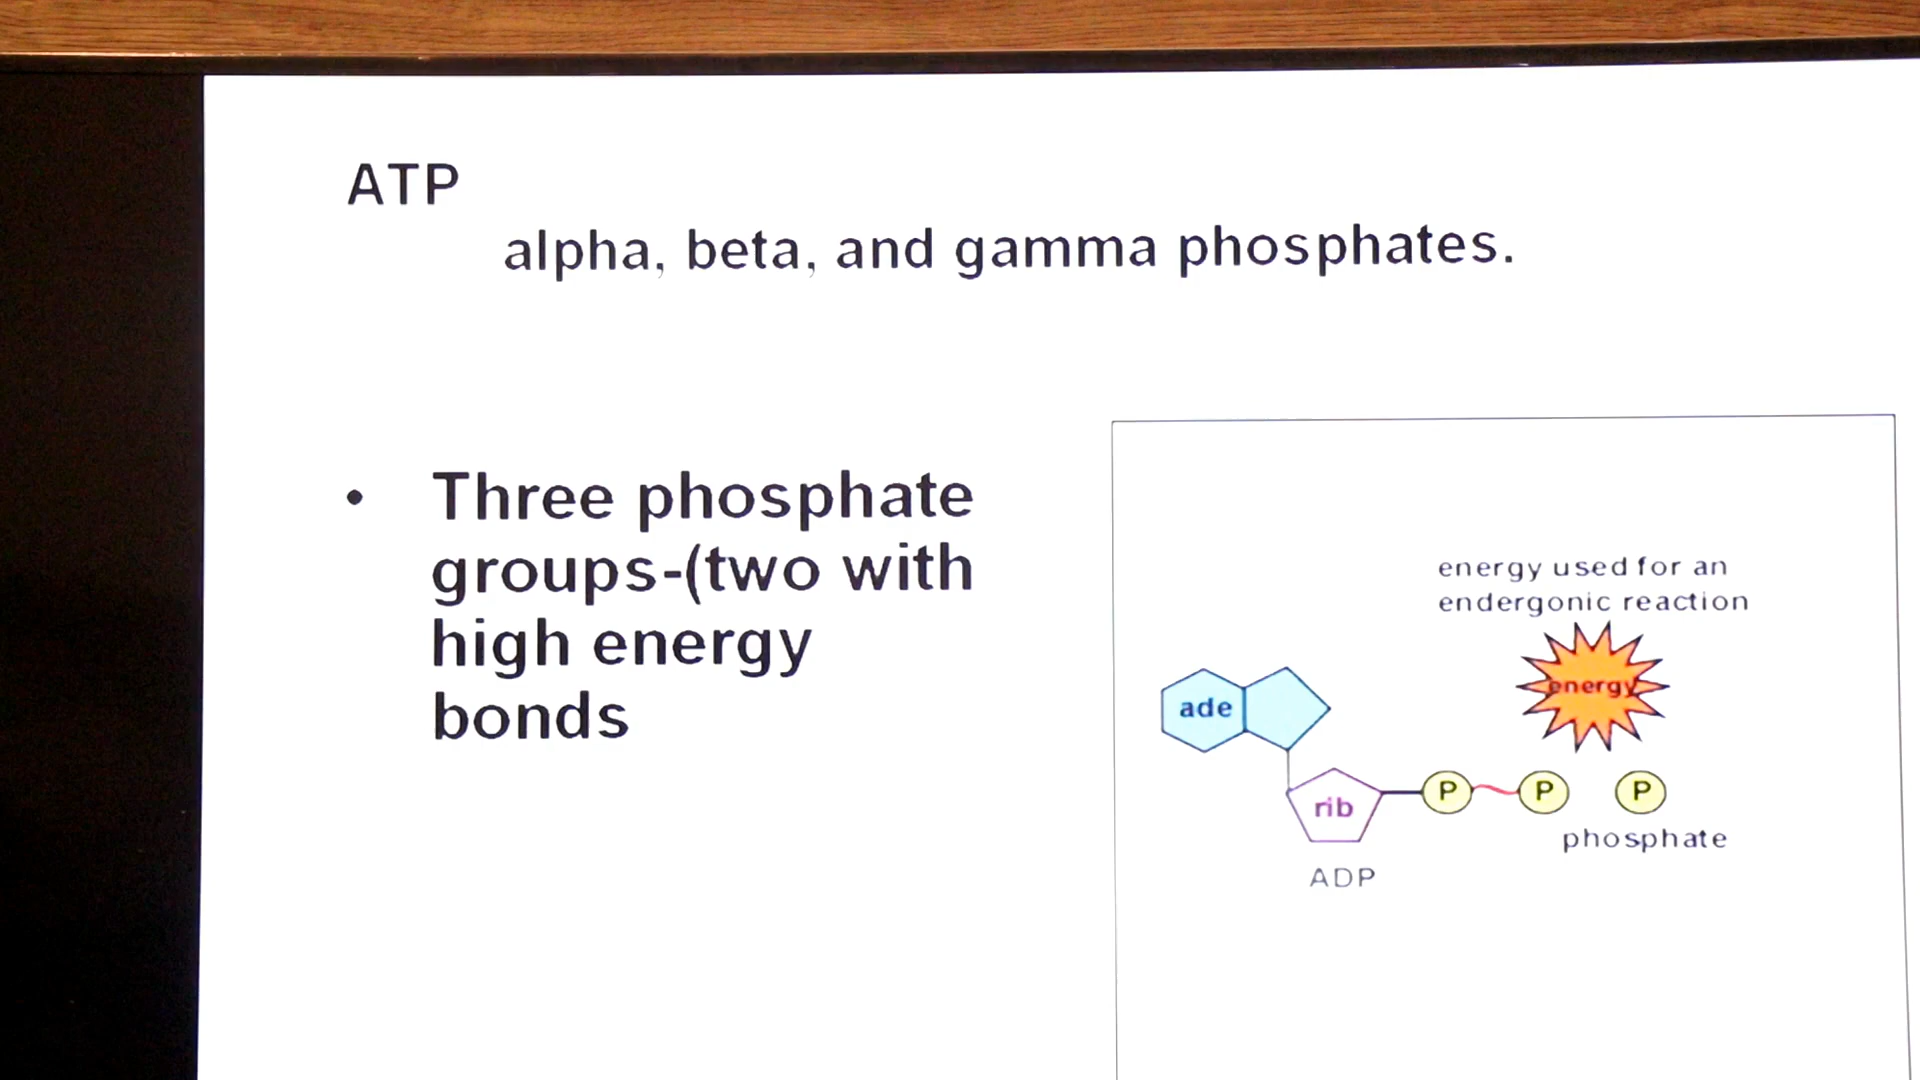 ATP
alpha, beta, and gamma phosphates.
• Three phosphate
groups-(two with
high energy
bonds
energy used for an
endergonic reaction
energy
ade
rib
P
P
P
phosphate
ADP